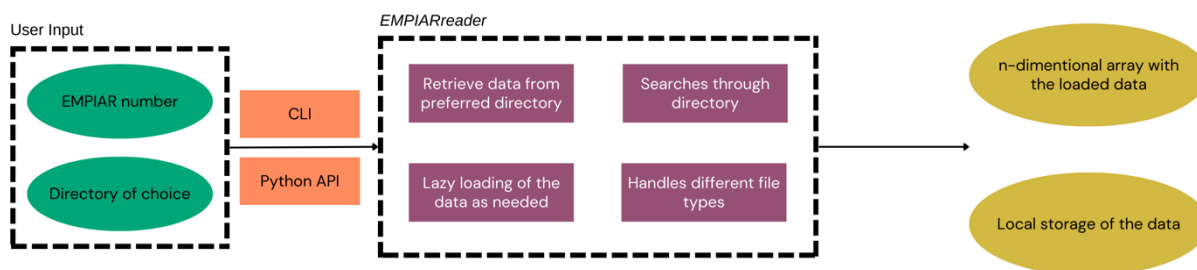 User Input
EMPIAR number
Directory of choice
CLI
Python API
EMPIARreader
Retrieve data from
preferred directory
Searches through
directory
Lazy loading of the
data as needed
Handles different file
types
n-dimentional array with
the loaded data
Local storage of the data